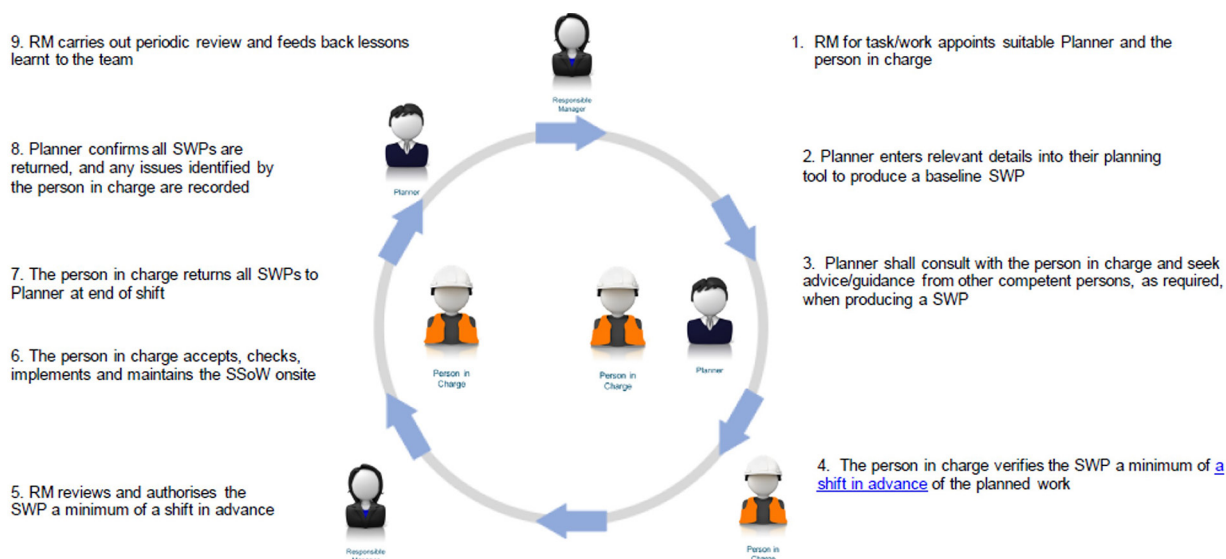 9. RM carries out periodic review and feeds back lessons
learnt to the team
1. RM for task/work appoints suitable Planner and the
person in charge
Responsible
Manager
8. Planner confirms all SWPs are
returned, and any issues identified by
the person in charge are recorded
Planner
2. Planner enters relevant details into their planning
tool to produce a baseline SWP
7. The person in charge returns all SWPs to
Planner at end of shift
3. Planner shall consult with the person in charge and seek
advice/guidance from other competent persons, as required,
when producing a SWP
6. The person in charge accepts, checks,
implements and maintains the SSoW onsite
Person in
Charge
Person in
Charge
Planner
5. RM reviews and authorises the
SWP a minimum of a shift in advance
Responsible
4. The person in charge verifies the SWP a minimum of a
shift in advance of the planned work
Person in